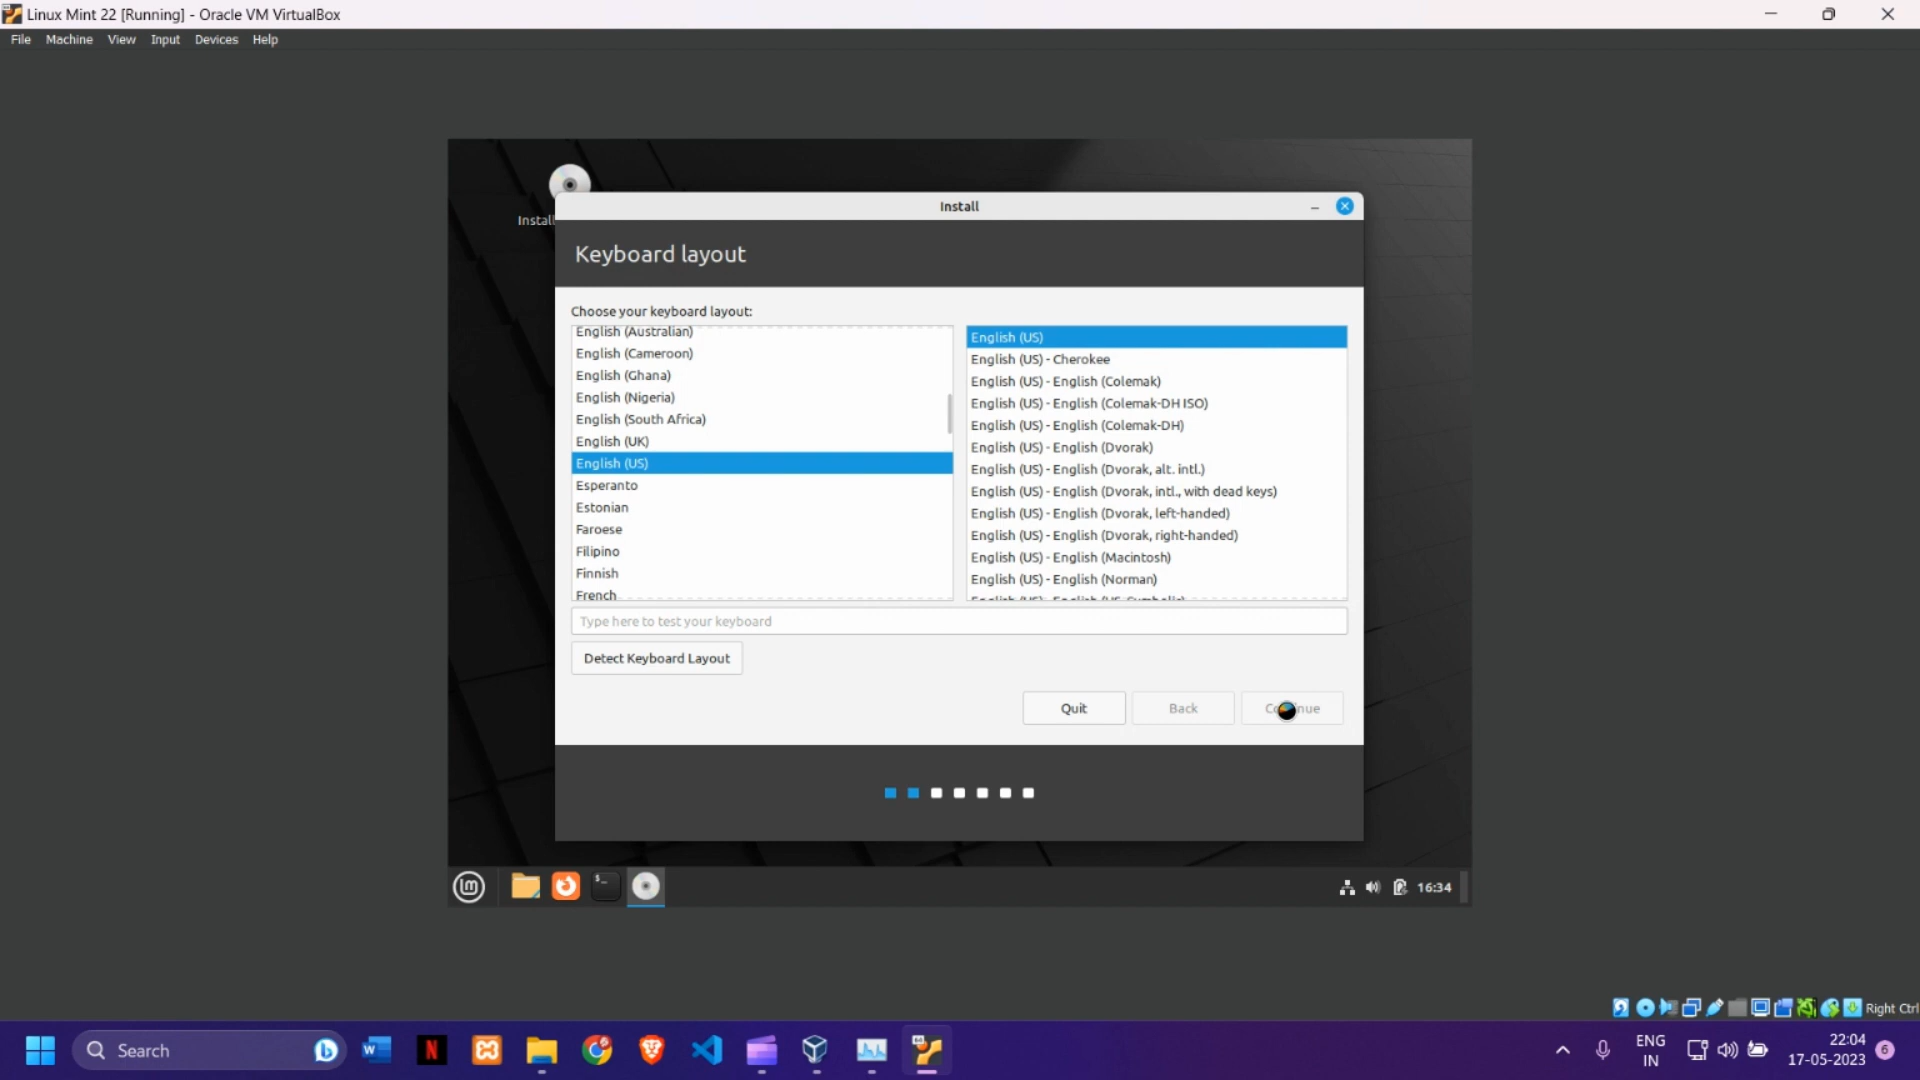 Linux Mint 22 [Running] - Oracle VM VirtualBox
File Machine View Input Devices Help
Install
Install
Keyboard layout
Choose your keyboard layout:
English (Australian)
English (Cameroon)
English (Ghana)
English (Nigeria)
English (South Africa)
English (UK)
English (US)
Esperanto
Estonian
Faroese
Filipino
Finnish
French
English (US)
English (US) - Cherokee
English (US) - English (Colemak)
English (US) - English (Colemak-DH ISO)
English (US) - English (Colemak-DH)
English (US) - English (Dvorak)
English (US) - English (Dvorak, alt. intl.)
English (US) - English (Dvorak, intl., with dead keys)
English (US) - English (Dvorak, left-handed)
English (US) - English (Dvorak, right-handed)
English (US) - English (Macintosh)
English (US) - English (Norman)
Type here to test your keyboard
Detect Keyboard Layout
Quit Back
16:34
Right Ctrl
Search
ENG
IN
22:04
17-05-2023
6